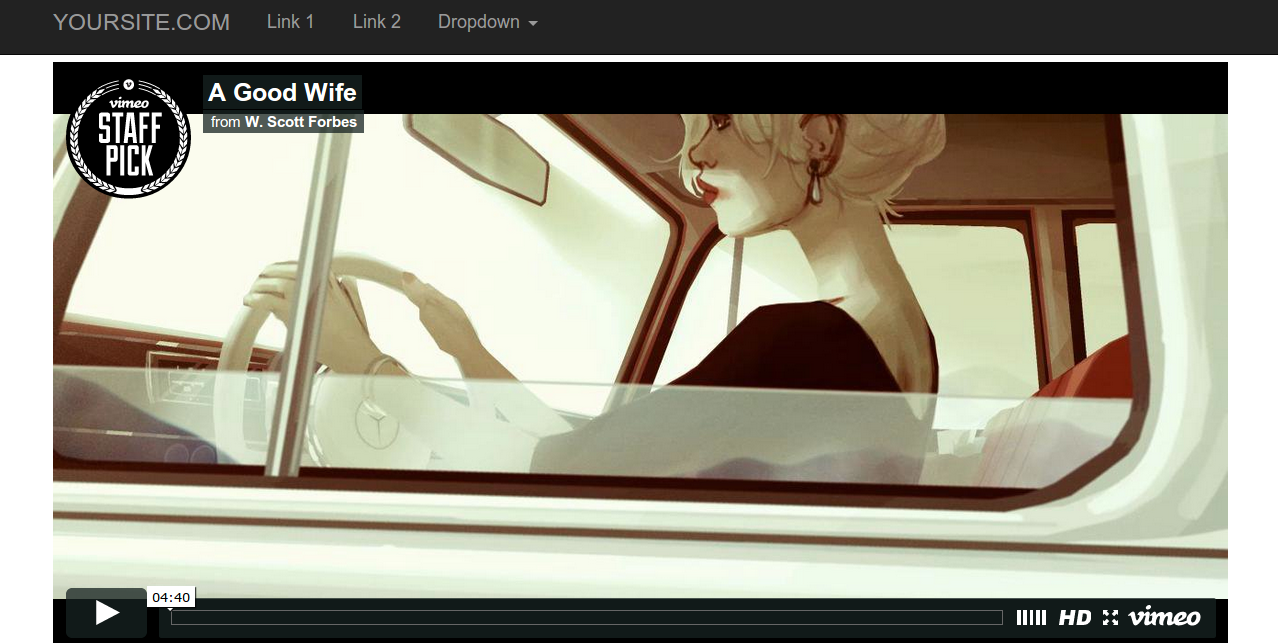 YOURSITE.COM Link 1 Link 2 Dropdown
vimeo
STAFF
PICK
A Good Wife
from W. Scott Forbes
04:40
HD vimeo